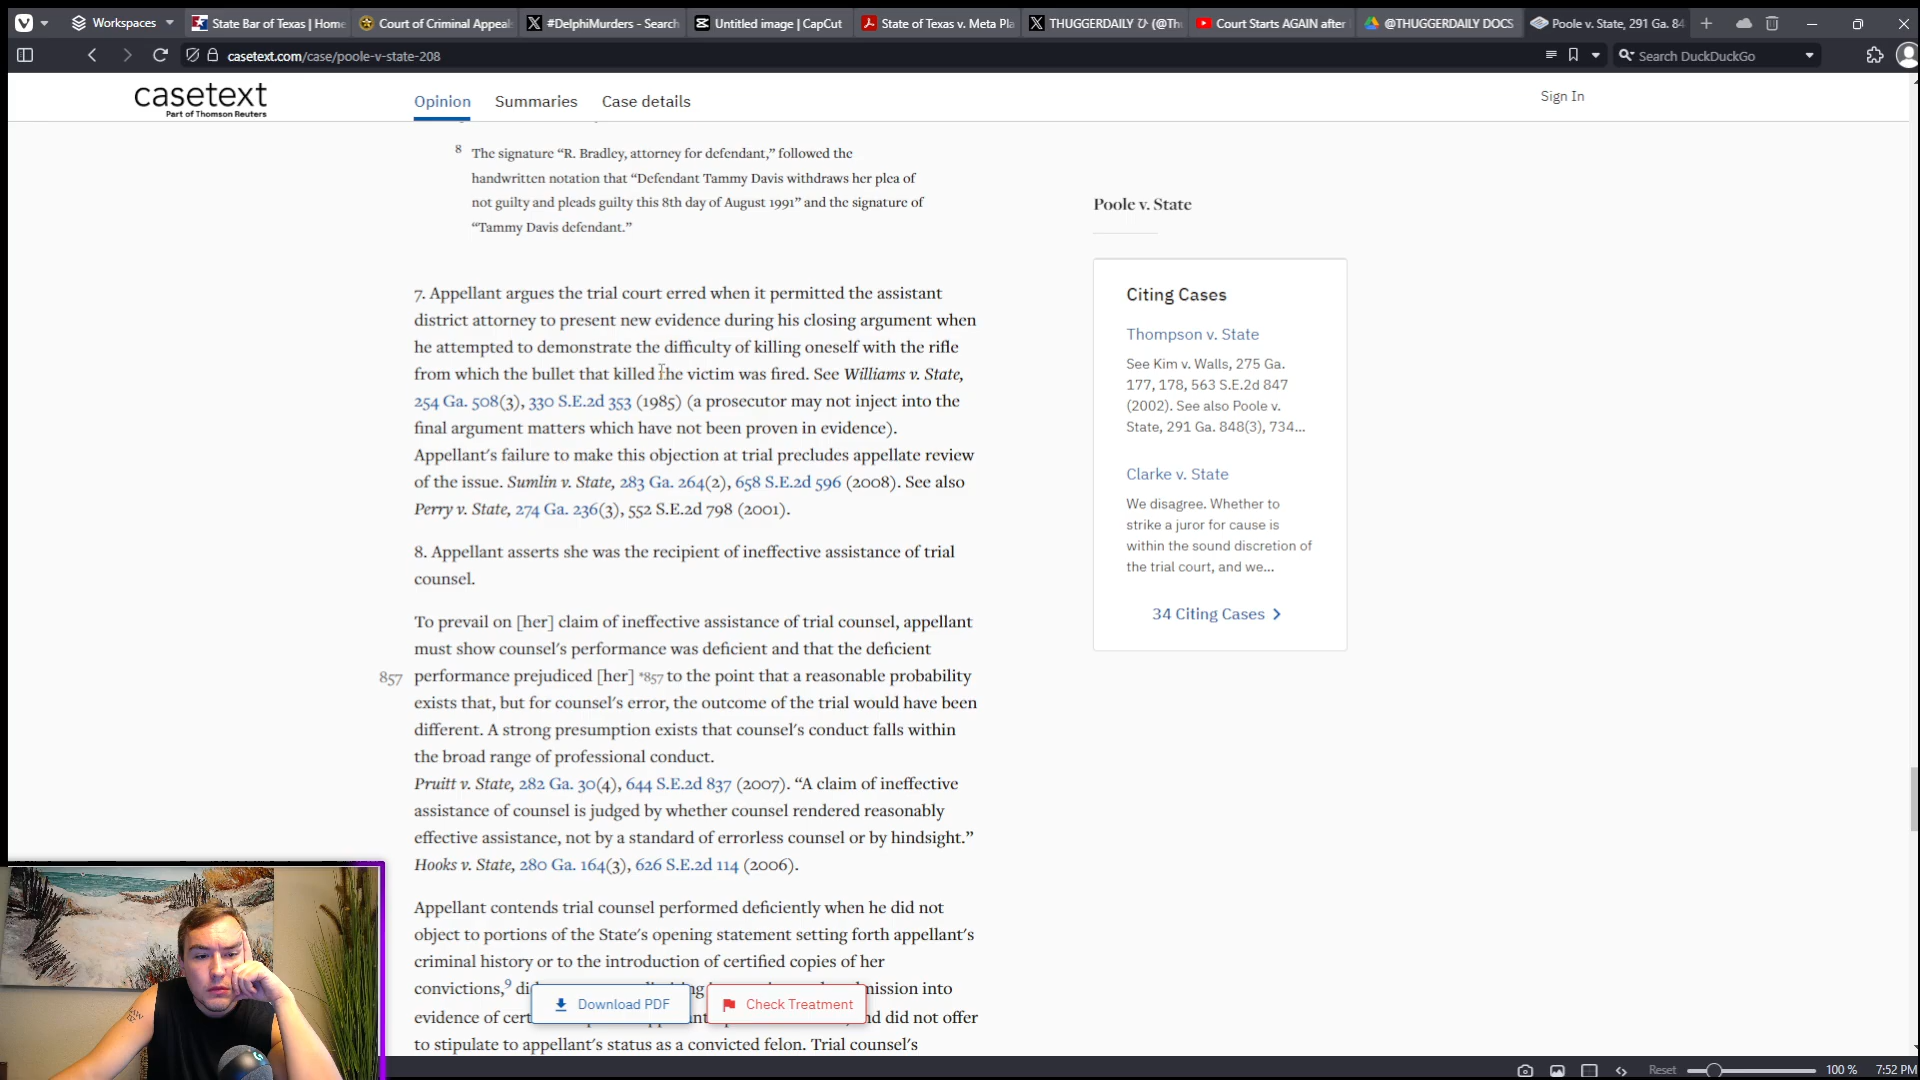 Workspaces
State Bar of Texas | Home
Court of Criminal Appeal
#DelphiMurders - Search
Untitled image | CapCut
State of Texas v. Meta Pla
THUGGERDAILY
Court Starts AGAIN after
@THUGGERDAILY DOCS
Poole v. State, 291 Ga. 84
casetext.com/case/poole-v-state-208
Search DuckDuckGo
casetext
Part of Thomson Reuters
Opinion
Summaries
Case details
Sign In
8 The signature “R. Bradley, attorney for defendant,” followed the
handwritten notation that “Defendant Tammy Davis withdraws her plea of
not guilty and pleads guilty this 8th day of August 1991” and the signature of
“Tammy Davis defendant.”
7. Appellant argues the trial court erred when it permitted the assistant
district attorney to present new evidence during his closing argument when
he attempted to demonstrate the difficulty of killing oneself with the rifle
from which the bullet that killed the victim was fired. See Williams v. State,
254 Ga. 508(3), 330 S.E.2d 353 (1985) (a prosecutor may not inject into the
final argument matters which have not been proven in evidence).
Appellant's failure to make this objection at trial precludes appellate review
of the issue. Sumlin v. State, 283 Ga. 264(2), 658 S.E.2d 596 (2008). See also
Perry v. State, 274 Ga. 236(3), 552 S.E.2d 798 (2001).
8. Appellant asserts she was the recipient of ineffective assistance of trial
counsel.
To prevail on [her] claim of ineffective assistance of trial counsel, appellant
must show counsel's performance was deficient and that the deficient
857 performance prejudiced [her] *857 to the point that a reasonable probability
exists that, but for counsel's error, the outcome of the trial would have been
different. A strong presumption exists that counsel's conduct falls within
the broad range of professional conduct.
Pruitt v. State, 282 Ga. 30(4), 644 S.E.2d 837 (2007). “A claim of ineffective
assistance of counsel is judged by whether counsel rendered reasonably
effective assistance, not by a standard of errorless counsel or by hindsight.”
Hooks v. State, 280 Ga. 164(3), 626 S.E.2d 114 (2006).
Appellant contends trial counsel performed deficiently when he did not
object to portions of the State's opening statement setting forth appellant's
criminal history or to the introduction of certified copies of her
convictions,9 di
mission into
evidence of cert
nd did not offer
to stipulate to appellant's status as a convicted felon. Trial counsel's
Download PDF
Check Treatment
Poole v. State
Citing Cases
Thompson v. State
See Kim v. Walls, 275 Ga.
177, 178, 563 S.E.2d 847
(2002). See also Poole v.
State, 291 Ga. 848(3), 734...
Clarke v. State
We disagree. Whether to
strike a juror for cause is
within the sound discretion of
the trial court, and we...
34 Citing Cases
Reset
100 %
7:52 PM